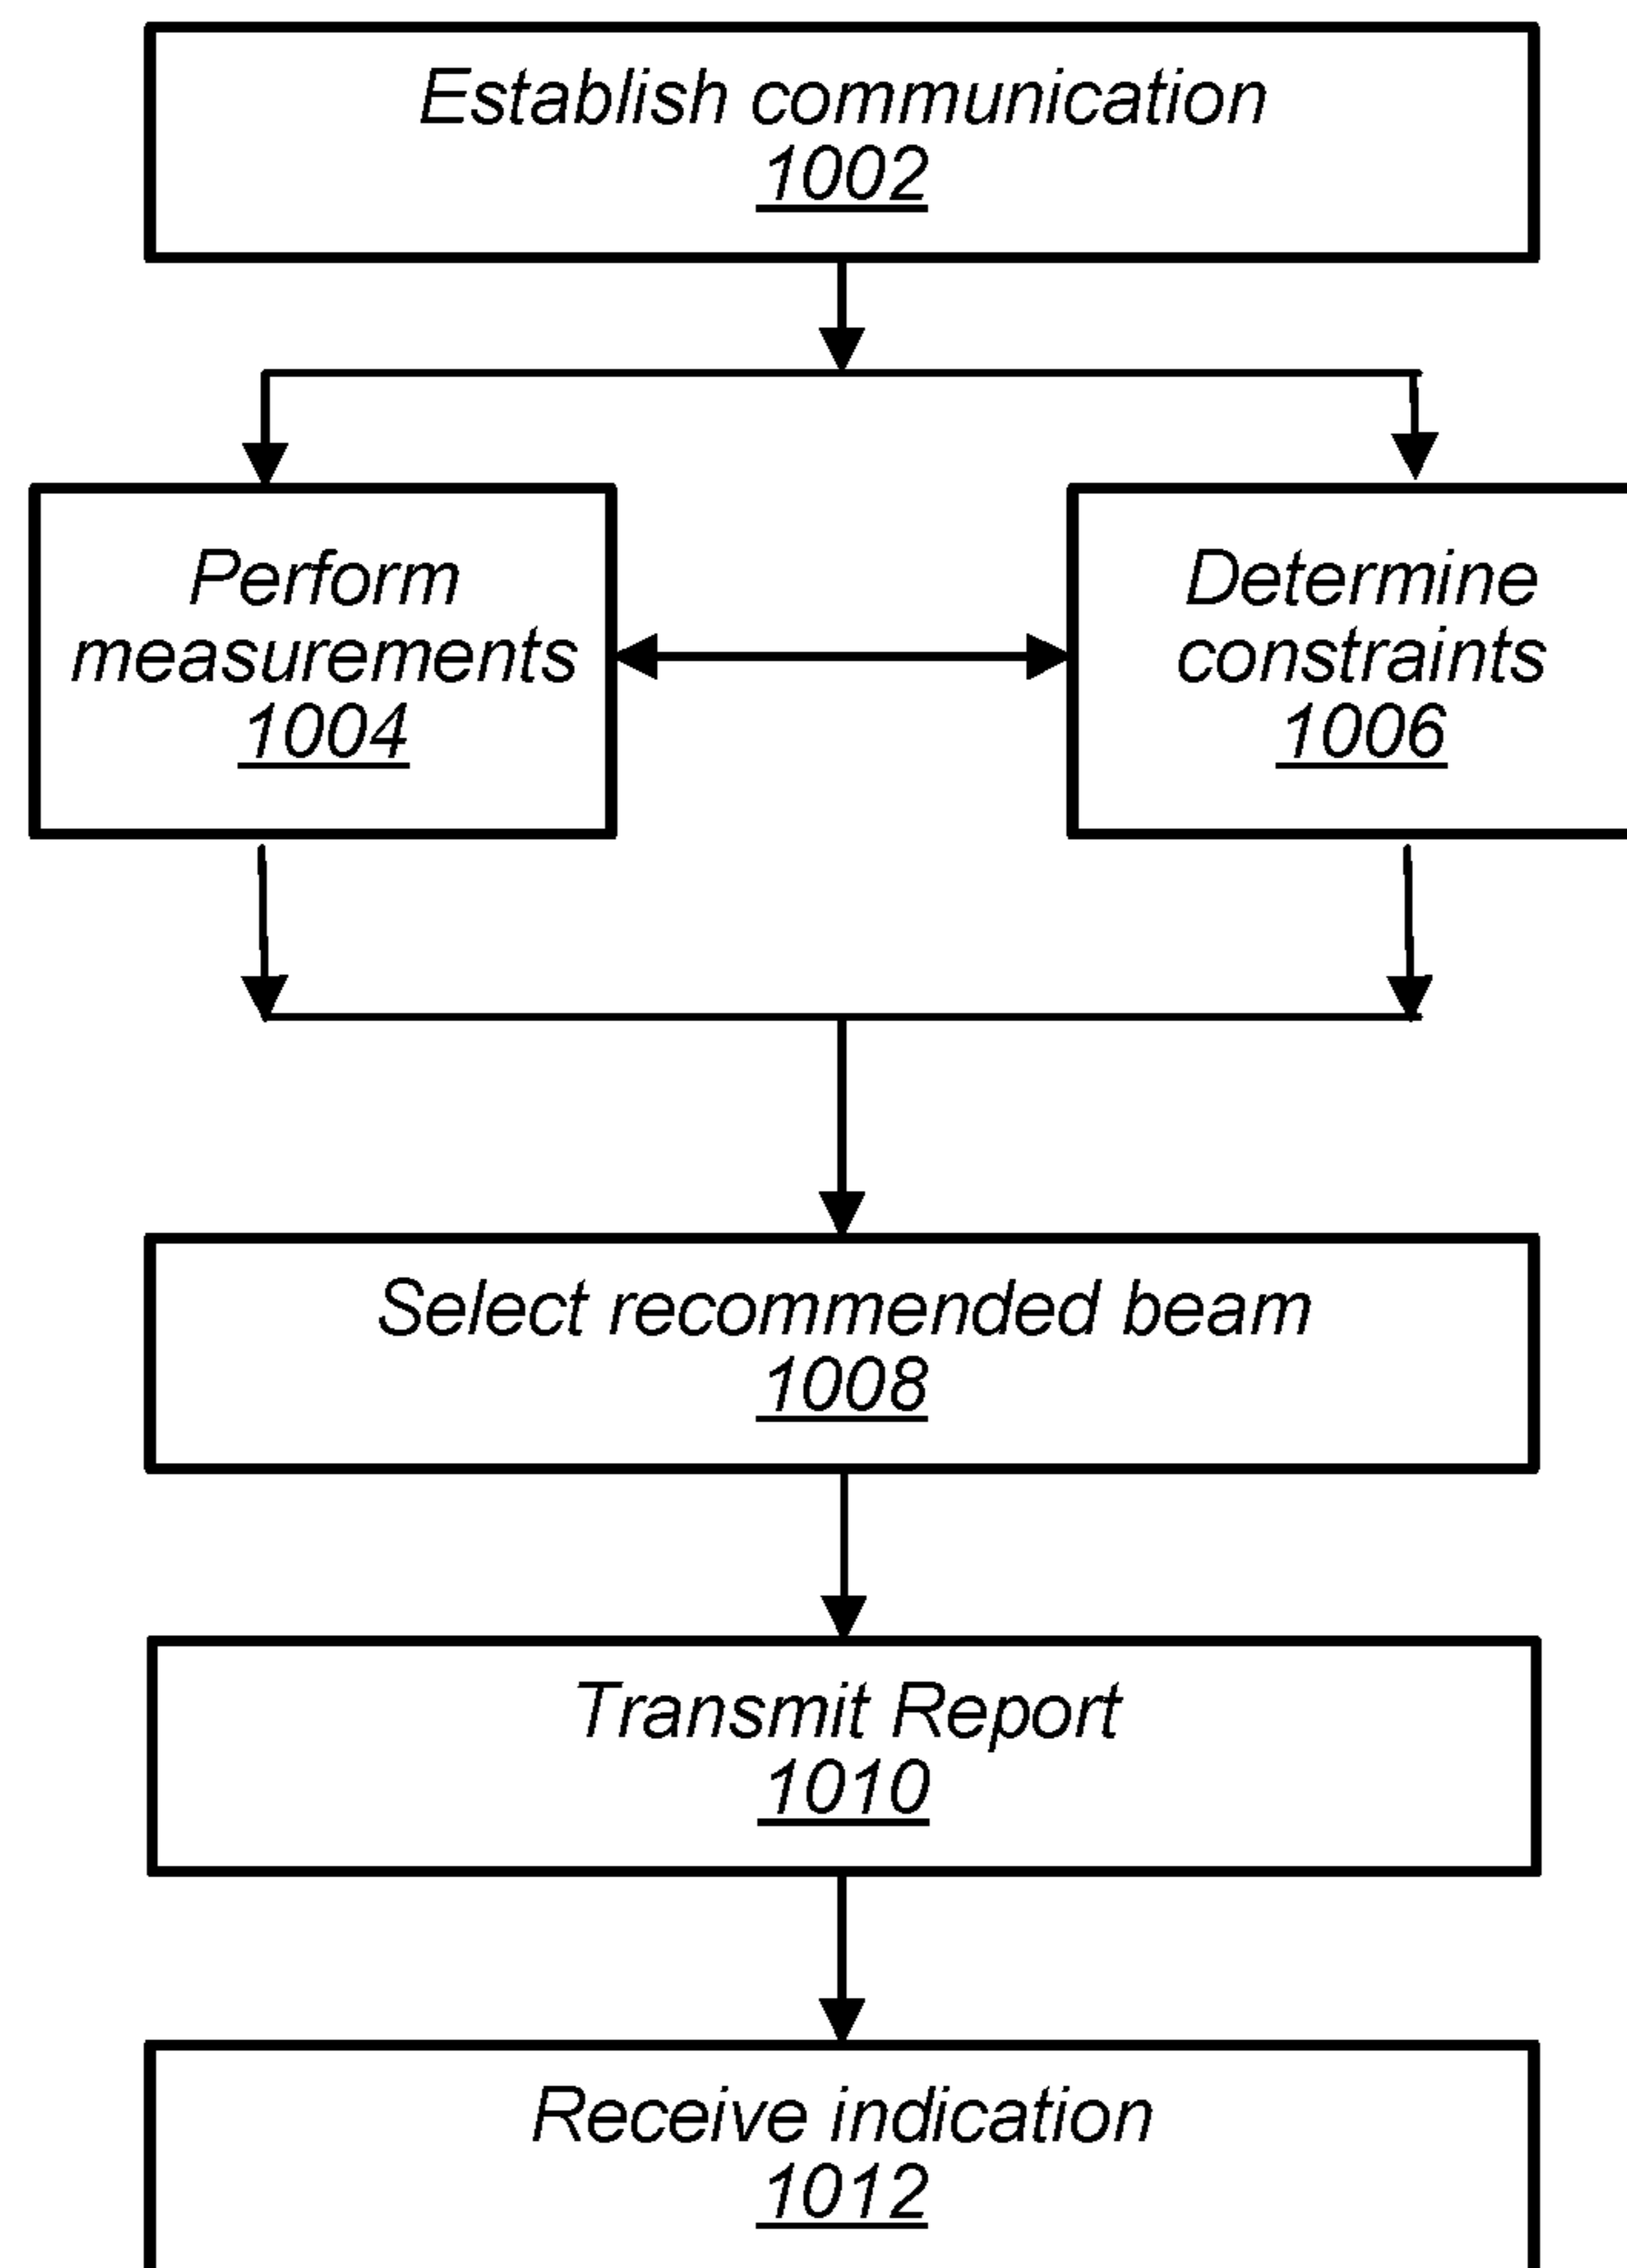 Establish communication
1002
Perform
measurements
1004
Determine
constraints
1006
Select recommended beam
1008
Transmit Report
1010
Receive indication
1012